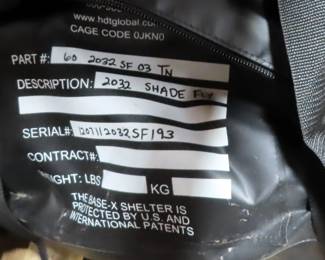 www.hdtglobal.com
CAGE CODE 0JKN0
PART#: 60 2032 SF 03 TN
DESCRIPTION: 2032 SHADE
SERIAL#: 12071/2032SF193
CONTRACT#:
WEIGHT: LBS KG
THE BASE-X SHELTER IS
PROTECTED BY U.S. AND
INTERNATIONAL PATENTS